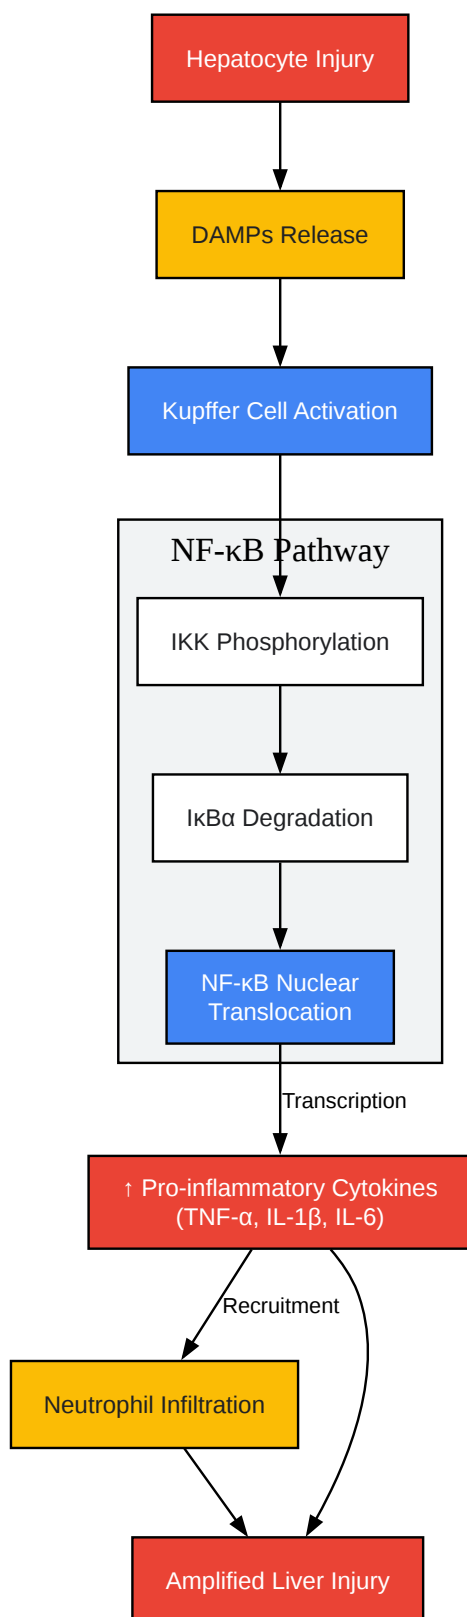 Hepatocyte Injury
DAMPs Release
Kupffer Cell Activation
NF-κB Pathway
IKK Phosphorylation
IκBα Degradation
NF-κB Nuclear
Translocation
Transcription
↑ Pro-inflammatory Cytokines
(TNF-α, IL-1β, IL-6)
Recruitment
Neutrophil Infiltration
Amplified Liver Injury